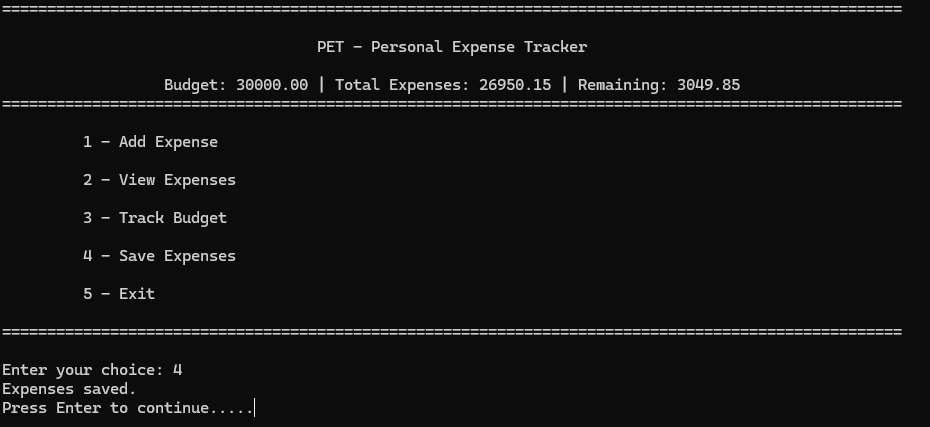 ====================================================================================================
PET - Personal Expense Tracker
Budget: 30000.00 | Total Expenses: 26950.15 | Remaining: 3049.85
====================================================================================================
1 - Add Expense
2 - View Expenses
3 - Track Budget
4 - Save Expenses
5 - Exit
====================================================================================================
Enter your choice: 4
Expenses saved.
Press Enter to continue.....